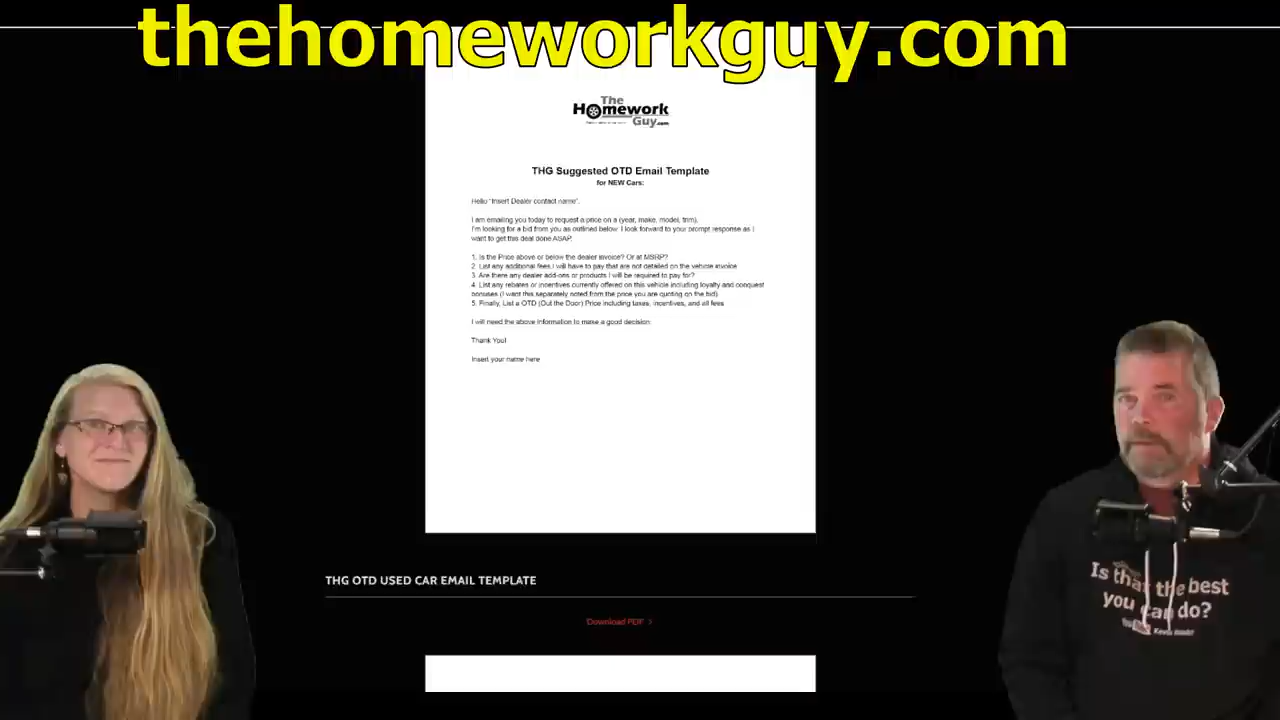 thehomeworkguy.com
The
Homework
Guy.com
THG Suggested OTD Email Template
for NEW Cars:
Hello "Insert Dealer contact name".
I am emailing you today to request a price on a (year, make, model, trim).
I'm looking for a bid from you as outlined below. I look forward to your prompt response as I
want to get this deal done ASAP.
1. Is the Price above or below the dealer invoice? Or at MSRP?
2. List any additional fees I will have to pay that are not detailed on the vehicle invoice
3. Are there any dealer add-ons or products I will be required to pay for?
4. List any rebates or incentives currently offered on this vehicle including loyalty and conquest
bonuses (I want this separately noted from the price you are quoting on the bid)
5. Finally, List a OTD (Out the Door) Price including taxes, incentives, and all fees
I will need the above information to make a good decision.
Thank You!
Insert your name here
THG OTD USED CAR EMAIL TEMPLATE
Download PDF >
Is that the best
you can do?